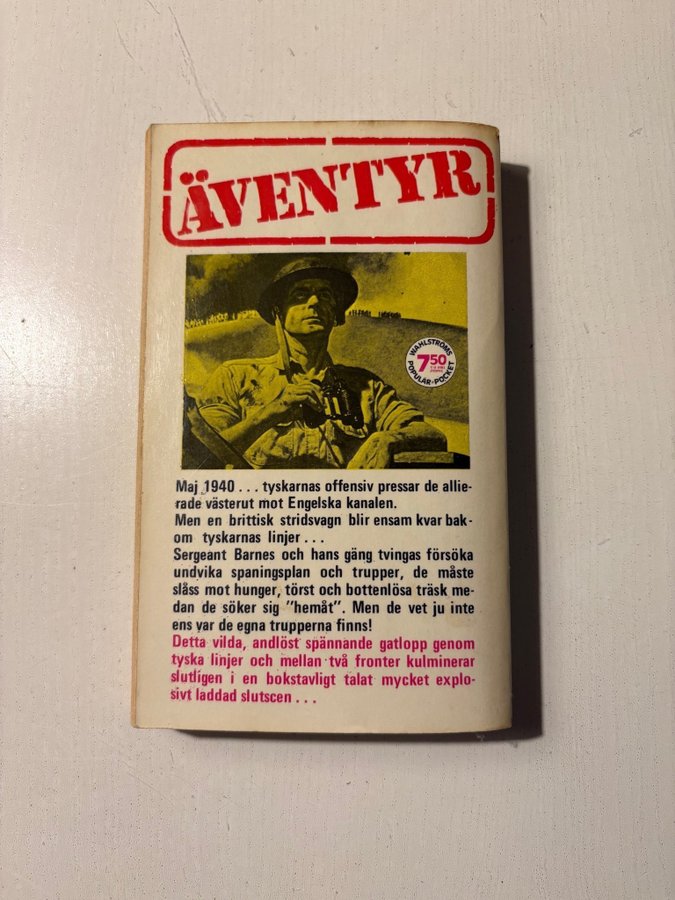 ÄVENTYR
WAHLSTRÖMS
7.50
POPULÄR-POCKET
Maj 1940 . . . tyskarnas offensiv pressar de allie-
rade västerut mot Engelska kanalen.
Men en brittisk stridsvagn blir ensam kvar bak-
om tyskarnas linjer . . .
Sergeant Barnes och hans gäng tvingas försöka
undvika spaningsplan och trupper, de måste
slåss mot hunger, törst och bottenlösa träsk me-
dan de söker sig "hemåt". Men de vet ju inte
ens var de egna trupperna finns!
Detta vilda, andlöst spännande gatlopp genom
tyska linjer och mellan två fronter kulminerar
slutligen i en bokstavligt talat mycket explo-
sivt laddad slutscen . . .